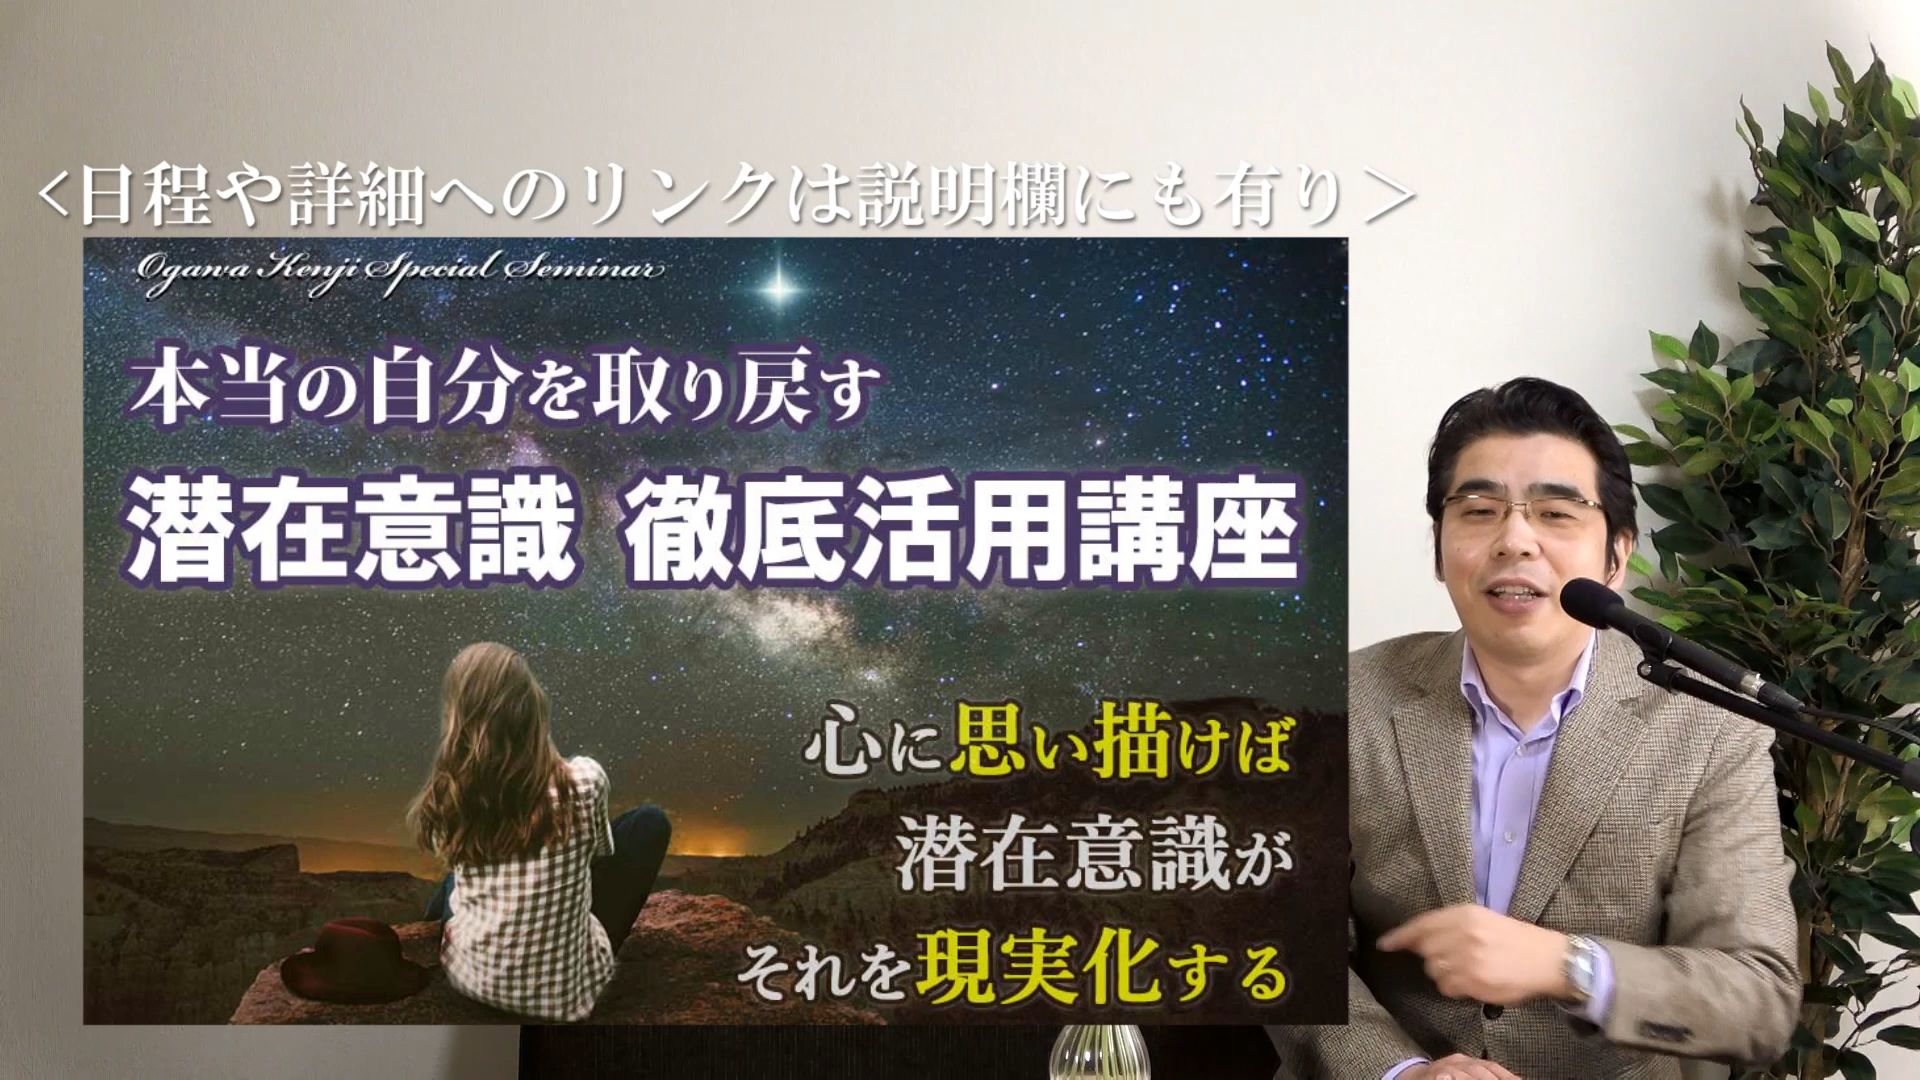 <日程や詳細へのリンクは説明欄にも有り>
Ogawa Kenji Special Seminar
本当の自分を取り戻す
潜在意識 徹底活用講座
心に思い描けば
潜在意識が
それを現実化する